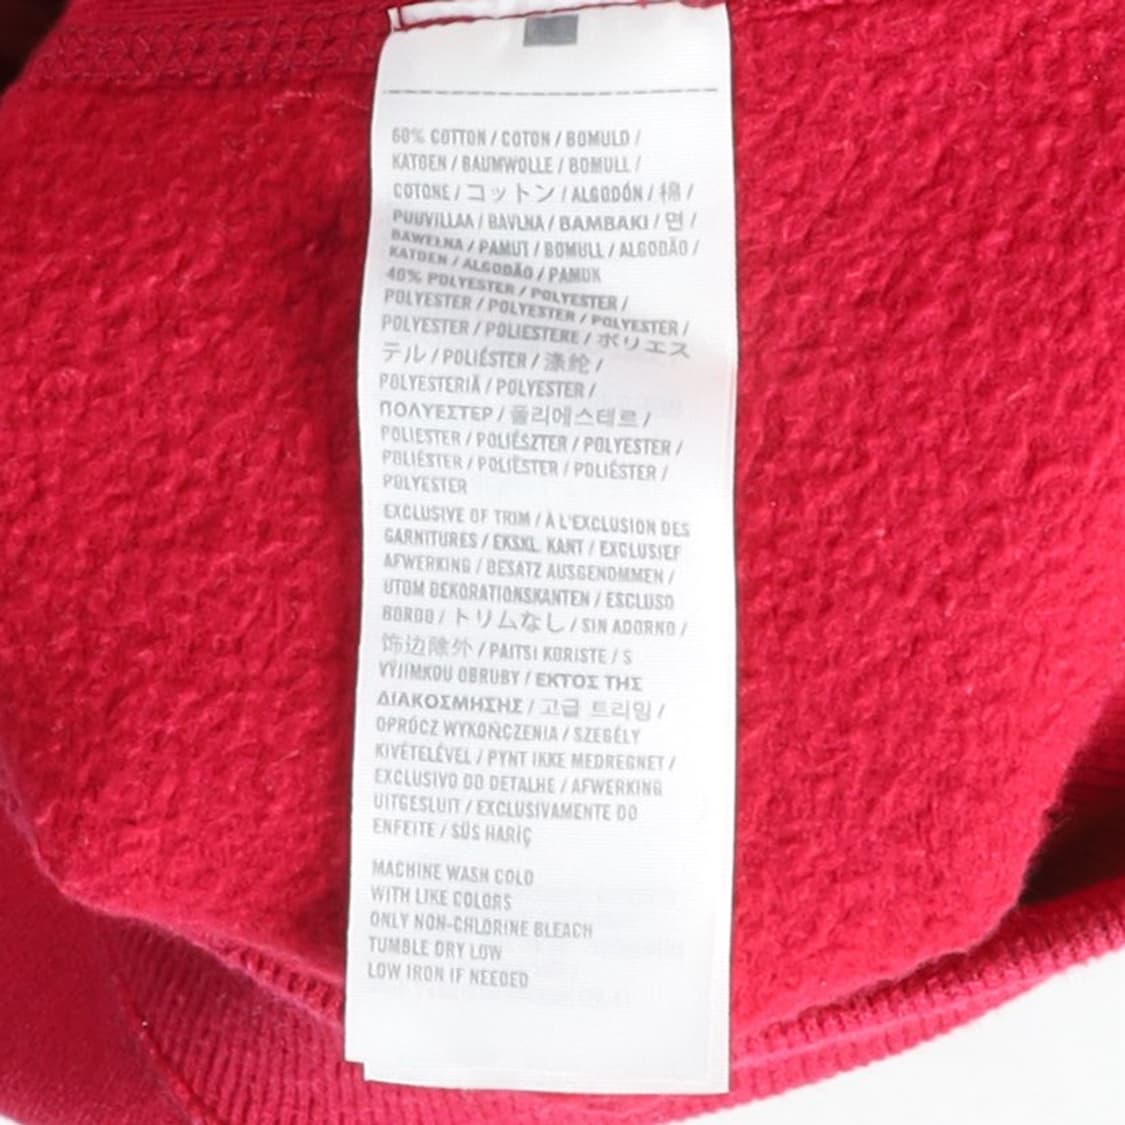 60% COTTON / COTON / BOMULD /
KATOEN / BAUMWOLLE / BOMULL /
COTONE / コットン / ALGODÓN / 棉 /
PUUVILLAA / BAVLNA / BAMBAKI / 면 /
BAWEŁNA / PAMUT / BOMULL / ALGODÃO /
KATOEN / ALGODÃO / PAMUK
40% POLYESTER / POLYESTER /
POLYESTER / POLYESTER / POLYESTER /
POLYESTER / POLIESTERE / ポリエス
テル / POLIÉSTER / 涤纶 /
POLYESTERIÄ / POLYESTER /
ΠΟΛΥΕΣΤΕΡ / 폴리에스테르 /
POLIESTER / POLIÉSZTER / POLYESTER /
POLIÉSTER / POLIËSTER / POLIÉSTER /
POLYESTER
EXCLUSIVE OF TRIM / À L'EXCLUSION DES
GARNITURES / EKSKL. KANT / EXCLUSIEF
AFWERKING / BESATZ AUSGENOMMEN /
UTOM DEKORATIONSKANTEN / ESCLUSO
BORDO / トリムなし / SIN ADORNO /
饰边除外 / PAITSI KORISTE / S
VÝJIMKOU OBRUBY / ΕΚΤΟΣ ΤΗΣ
ΔΙΑΚΟΣΜΗΣΗΣ / 고급 트리밍 /
OPRÓCZ WYKOŃCZENIA / SZEGÉLY
KIVÉTELÉVEL / PYNT IKKE MEDREGNET /
EXCLUSIVO DO DETALHE / AFWERKING
UITGESLUIT / EXCLUSIVAMENTE DO
ENFEITE / SÜS HARİÇ
MACHINE WASH COLD
WITH LIKE COLORS
ONLY NON-CHLORINE BLEACH
TUMBLE DRY LOW
LOW IRON IF NEEDED